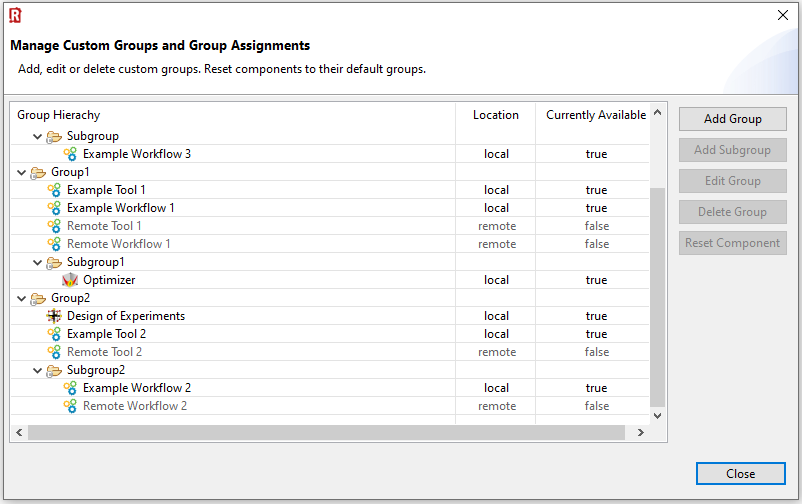 Manage Custom Groups and Group Assignments
Add, edit or delete custom groups. Reset components to their default groups.
Group Hierachy Location Currently Available
Subgroup
Example Workflow 3 local true
Group1
Example Tool 1 local true
Example Workflow 1 local true
Remote Tool 1 remote false
Remote Workflow 1 remote false
Subgroup1
Optimizer local true
Group2
Design of Experiments local true
Example Tool 2 local true
Remote Tool 2 remote false
Subgroup2
Example Workflow 2 local true
Remote Workflow 2 remote false
Add Group
Add Subgroup
Edit Group
Delete Group
Reset Component
Close